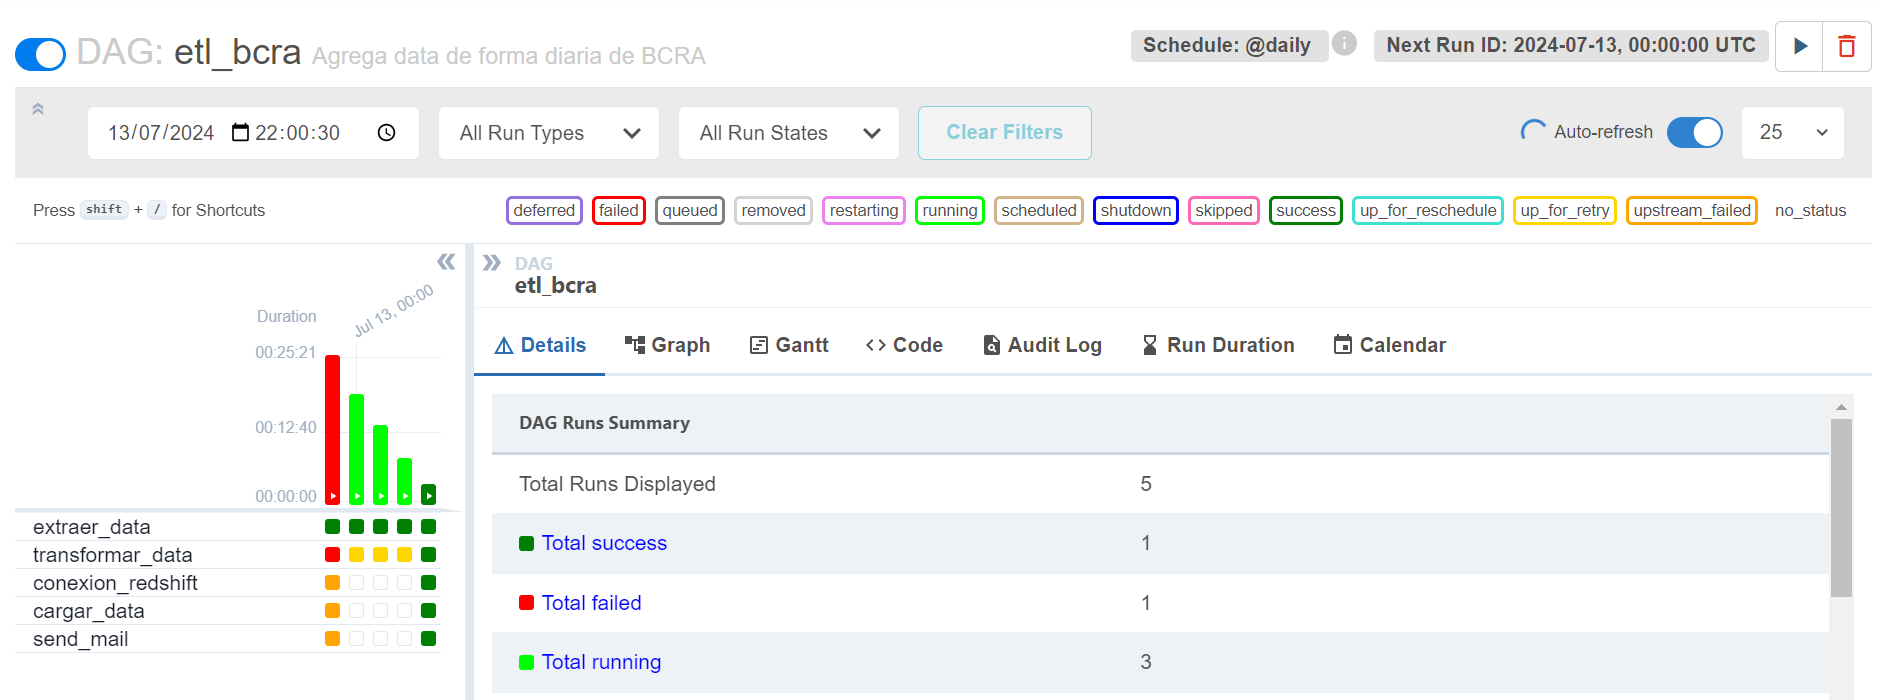 DAG: etl_bcra Agrega data de forma diaria de BCRA
Schedule: @daily i Next Run ID: 2024-07-13, 00:00:00 UTC
13/07/2024 22:00:30 All Run Types All Run States Clear Filters Auto-refresh 25
Press shift + / for Shortcuts
deferred failed queued removed restarting running scheduled shutdown skipped success up_for_reschedule up_for_retry upstream_failed no_status
Duration
Jul 13, 00:00
00:25:21
00:12:40
00:00:00
extraer_data
transformar_data
conexion_redshift
cargar_data
send_mail
DAG
etl_bcra
Details Graph Gantt Code Audit Log Run Duration Calendar
DAG Runs Summary
Total Runs Displayed 5
Total success 1
Total failed 1
Total running 3